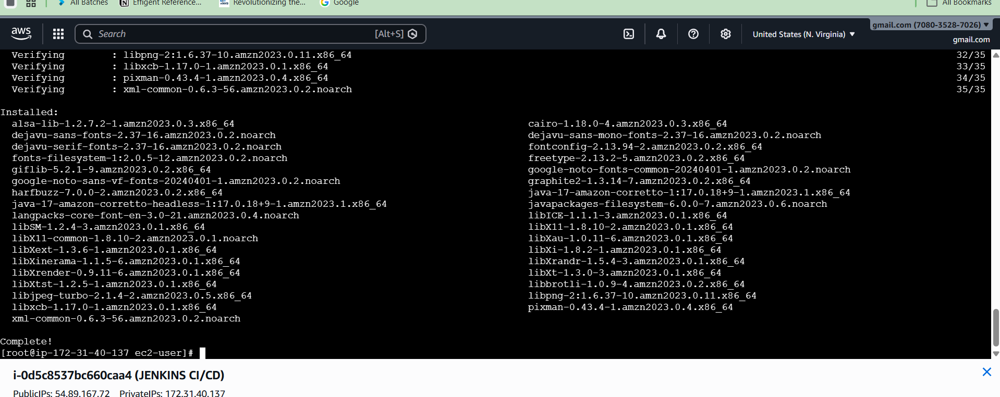 All Batches Effigent Reference... Revolutionizing the... Google All Bookmarks
aws Search [Alt+S] United States (N. Virginia) gmail.com (7080-3528-7026)
gmail.com
Verifying : libpng-2:1.6.37-10.amzn2023.0.11.x86_64 32/35
Verifying : libxcb-1.17.0-1.amzn2023.0.1.x86_64 33/35
Verifying : pixman-0.43.4-1.amzn2023.0.4.x86_64 34/35
Verifying : xml-common-0.6.3-56.amzn2023.0.2.noarch 35/35
Installed:
alsa-lib-1.2.7.2-1.amzn2023.0.3.x86_64 cairo-1.18.0-4.amzn2023.0.3.x86_64
dejavu-sans-fonts-2.37-16.amzn2023.0.2.noarch dejavu-sans-mono-fonts-2.37-16.amzn2023.0.2.noarch
dejavu-serif-fonts-2.37-16.amzn2023.0.2.noarch fontconfig-2.13.94-2.amzn2023.0.2.x86_64
fonts-filesystem-1:2.0.5-12.amzn2023.0.2.noarch freetype-2.13.2-5.amzn2023.0.2.x86_64
giflib-5.2.1-9.amzn2023.0.2.x86_64 google-noto-fonts-common-20240401-1.amzn2023.0.2.noarch
google-noto-sans-vf-fonts-20240401-1.amzn2023.0.2.noarch graphite2-1.3.14-7.amzn2023.0.2.x86_64
harfbuzz-7.0.0-2.amzn2023.0.2.x86_64 java-17-amazon-corretto-1:17.0.18+9-1.amzn2023.1.x86_64
java-17-amazon-corretto-headless-1:17.0.18+9-1.amzn2023.1.x86_64 javapackages-filesystem-6.0.0-7.amzn2023.0.6.noarch
langpacks-core-font-en-3.0-21.amzn2023.0.4.noarch libICE-1.1.1-3.amzn2023.0.1.x86_64
libSM-1.2.4-3.amzn2023.0.1.x86_64 libX11-1.8.10-2.amzn2023.0.1.x86_64
libX11-common-1.8.10-2.amzn2023.0.1.noarch libXau-1.0.11-6.amzn2023.0.1.x86_64
libXext-1.3.6-1.amzn2023.0.1.x86_64 libXi-1.8.2-1.amzn2023.0.1.x86_64
libXinerama-1.1.5-6.amzn2023.0.1.x86_64 libXrandr-1.5.4-3.amzn2023.0.1.x86_64
libXrender-0.9.11-6.amzn2023.0.1.x86_64 libXt-1.3.0-3.amzn2023.0.1.x86_64
libXtst-1.2.5-1.amzn2023.0.1.x86_64 libbrotli-1.0.9-4.amzn2023.0.2.x86_64
libjpeg-turbo-2.1.4-2.amzn2023.0.5.x86_64 libpng-2:1.6.37-10.amzn2023.0.11.x86_64
libxcb-1.17.0-1.amzn2023.0.1.x86_64 pixman-0.43.4-1.amzn2023.0.4.x86_64
xml-common-0.6.3-56.amzn2023.0.2.noarch
Complete!
[root@ip-172-31-40-137 ec2-user]#
i-0d5c8537bc660caa4 (JENKINS CI/CD)
PublicIPs: 54.89.167.72 PrivateIPs: 172.31.40.137